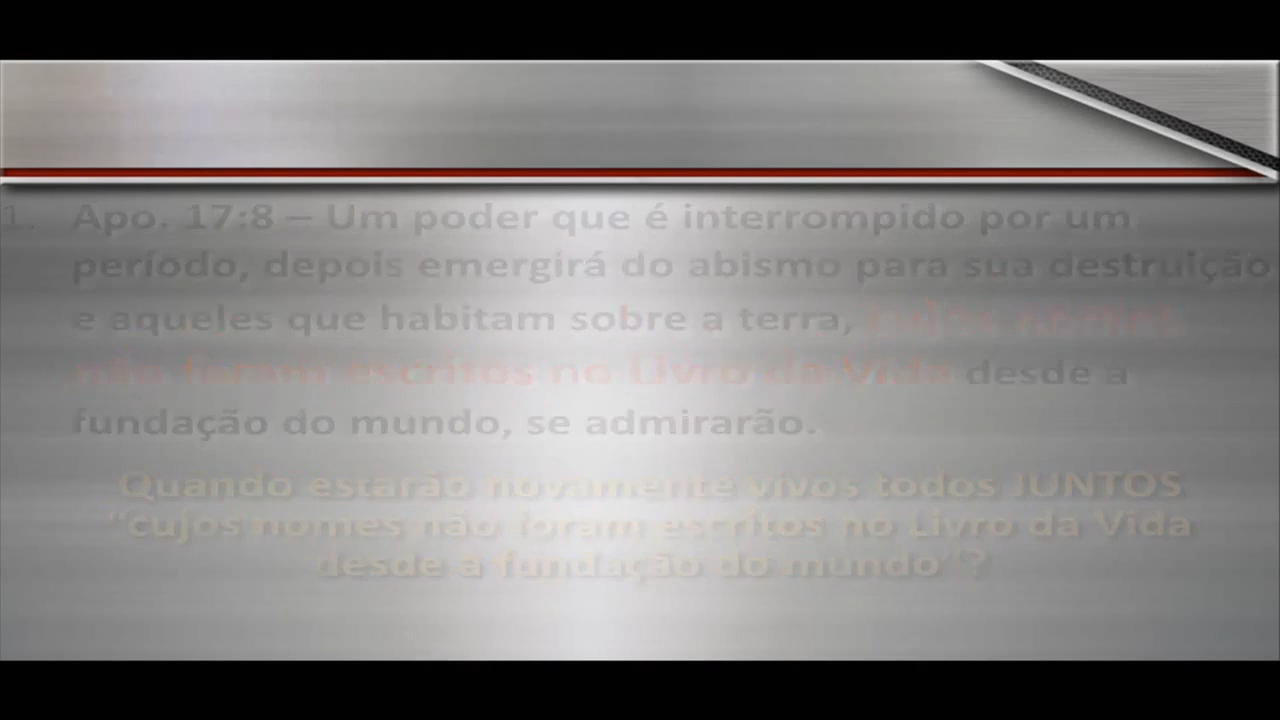 1. Apo. 17:8 – Um poder que é interrompido por um
período, depois emergirá do abismo para sua destruição
e aqueles que habitam sobre a terra, cujos nomes
não foram escritos no Livro da Vida desde a
fundação do mundo, se admirarão.
Quando estarão novamente vivos todos JUNTOS
“cujos nomes não foram escritos no Livro da Vida
desde a fundação do mundo”?